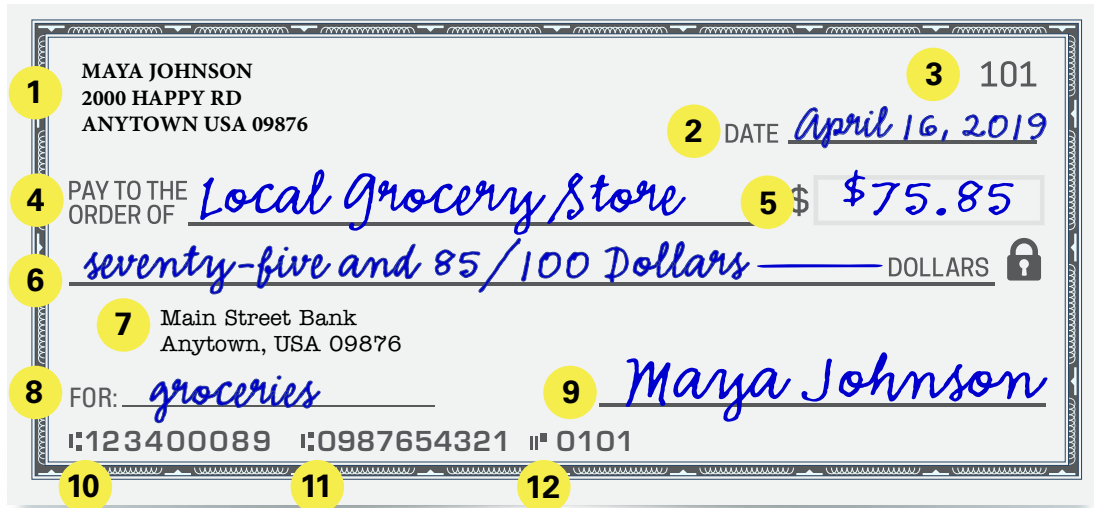 1 MAYA JOHNSON
2000 HAPPY RD
ANYTOWN USA 09876
3 101
2 DATE April 16, 2019
4 PAY TO THE ORDER OF Local Grocery Store 5 $ $75.85
6 seventy-five and 85/100 Dollars DOLLARS
7 Main Street Bank
Anytown, USA 09876
8 FOR: groceries 9 Maya Johnson
⑆123400089 ⑆0987654321 ⑈0101
10 11 12